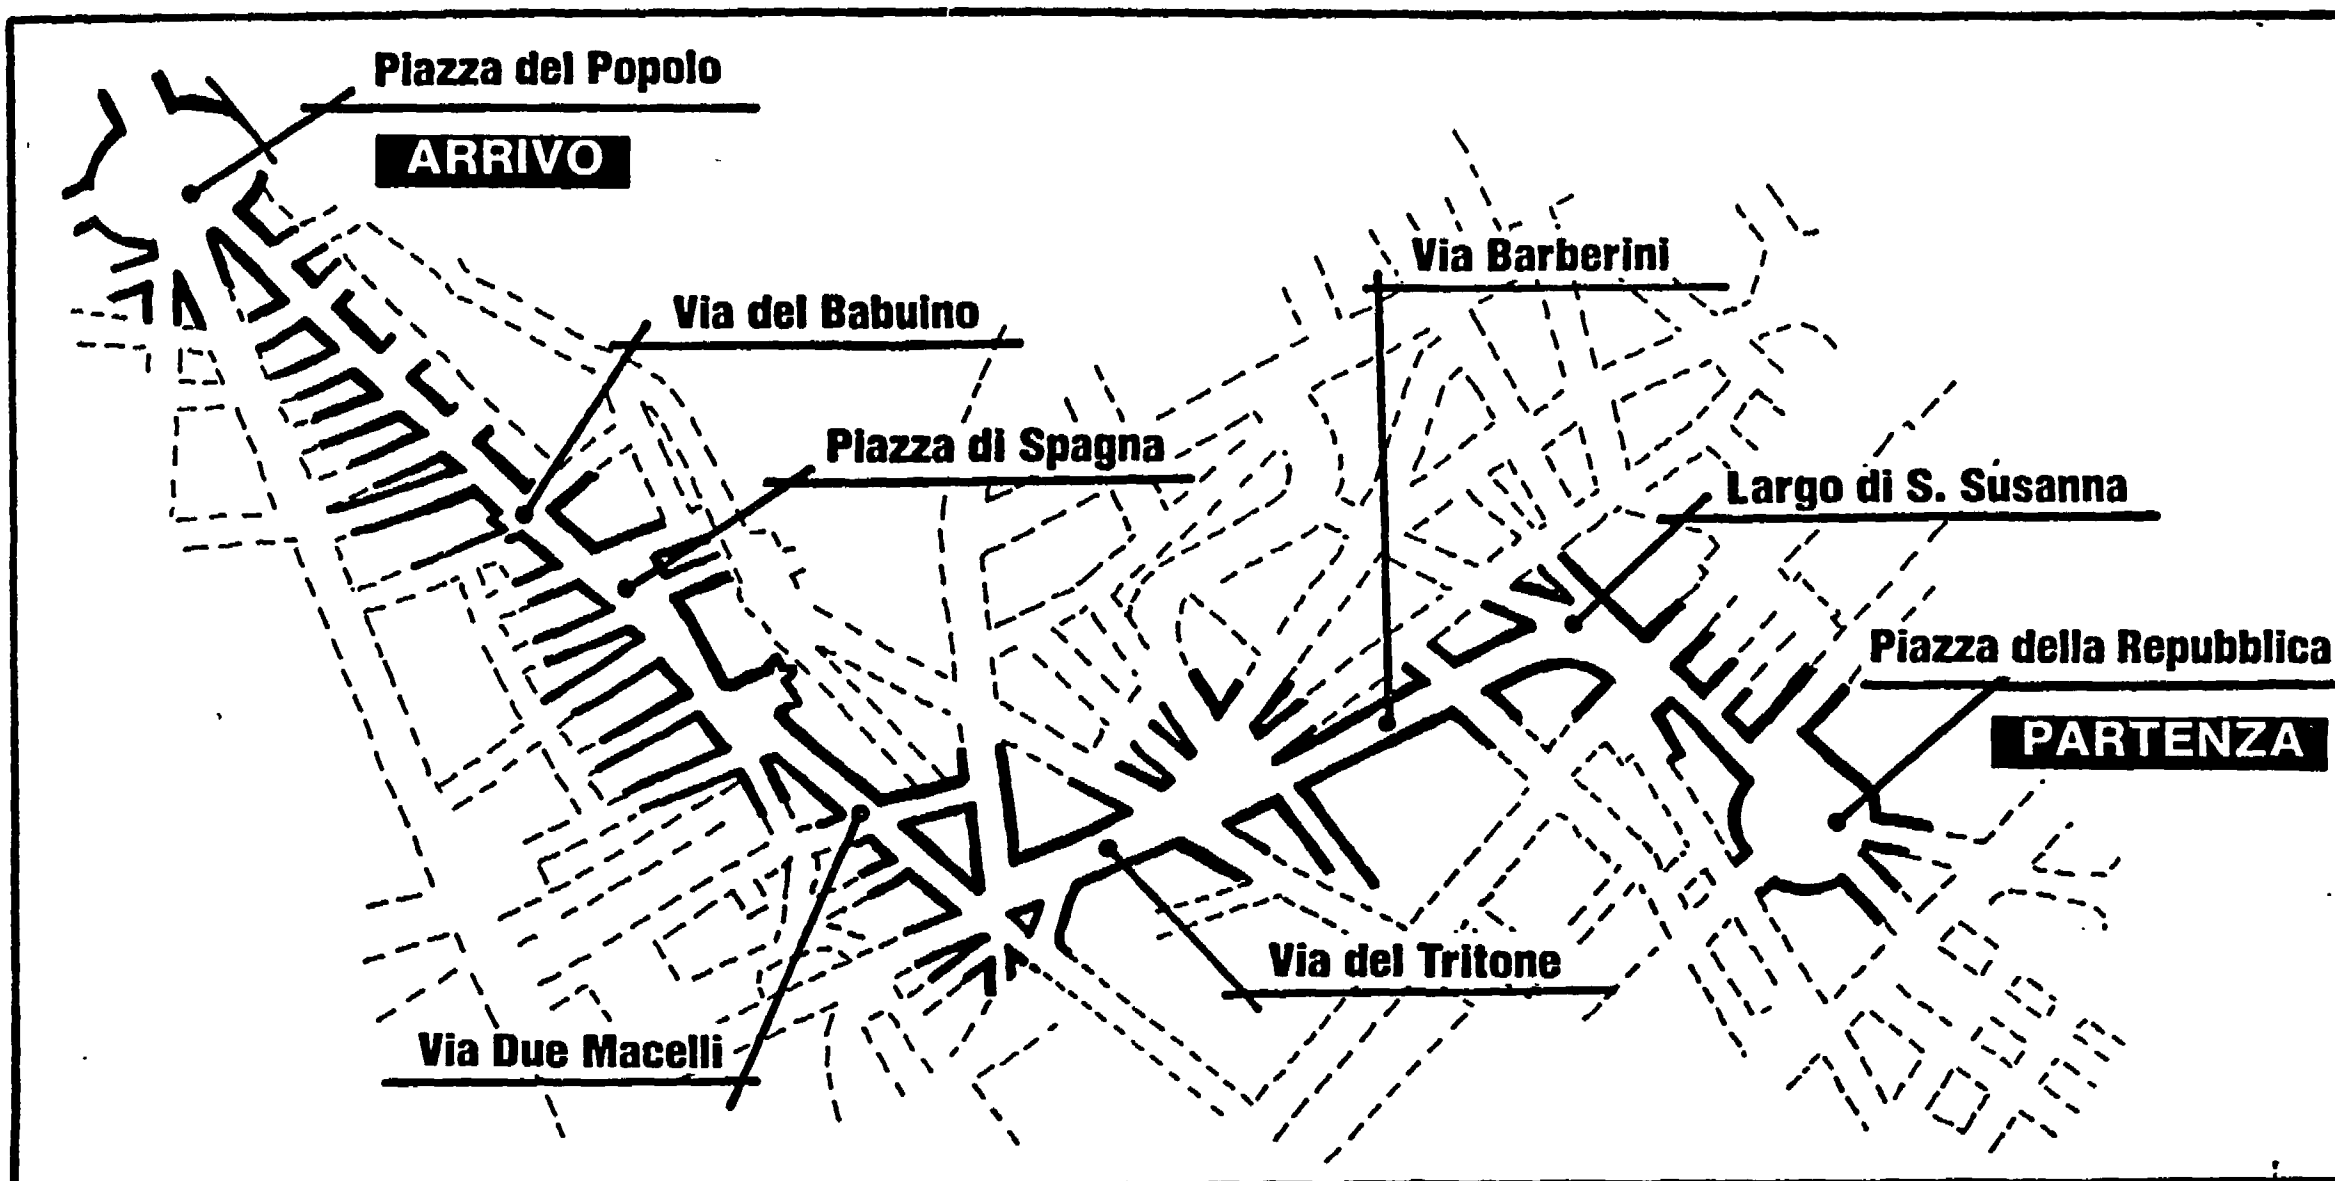 Piazza del Popolo
ARRIVO
Via Barberini
Via del Babuino
Piazza di Spagna
Largo di S. Susanna
Piazza della Repubblica
PARTENZA
Via del Tritone
Via Due Macelli